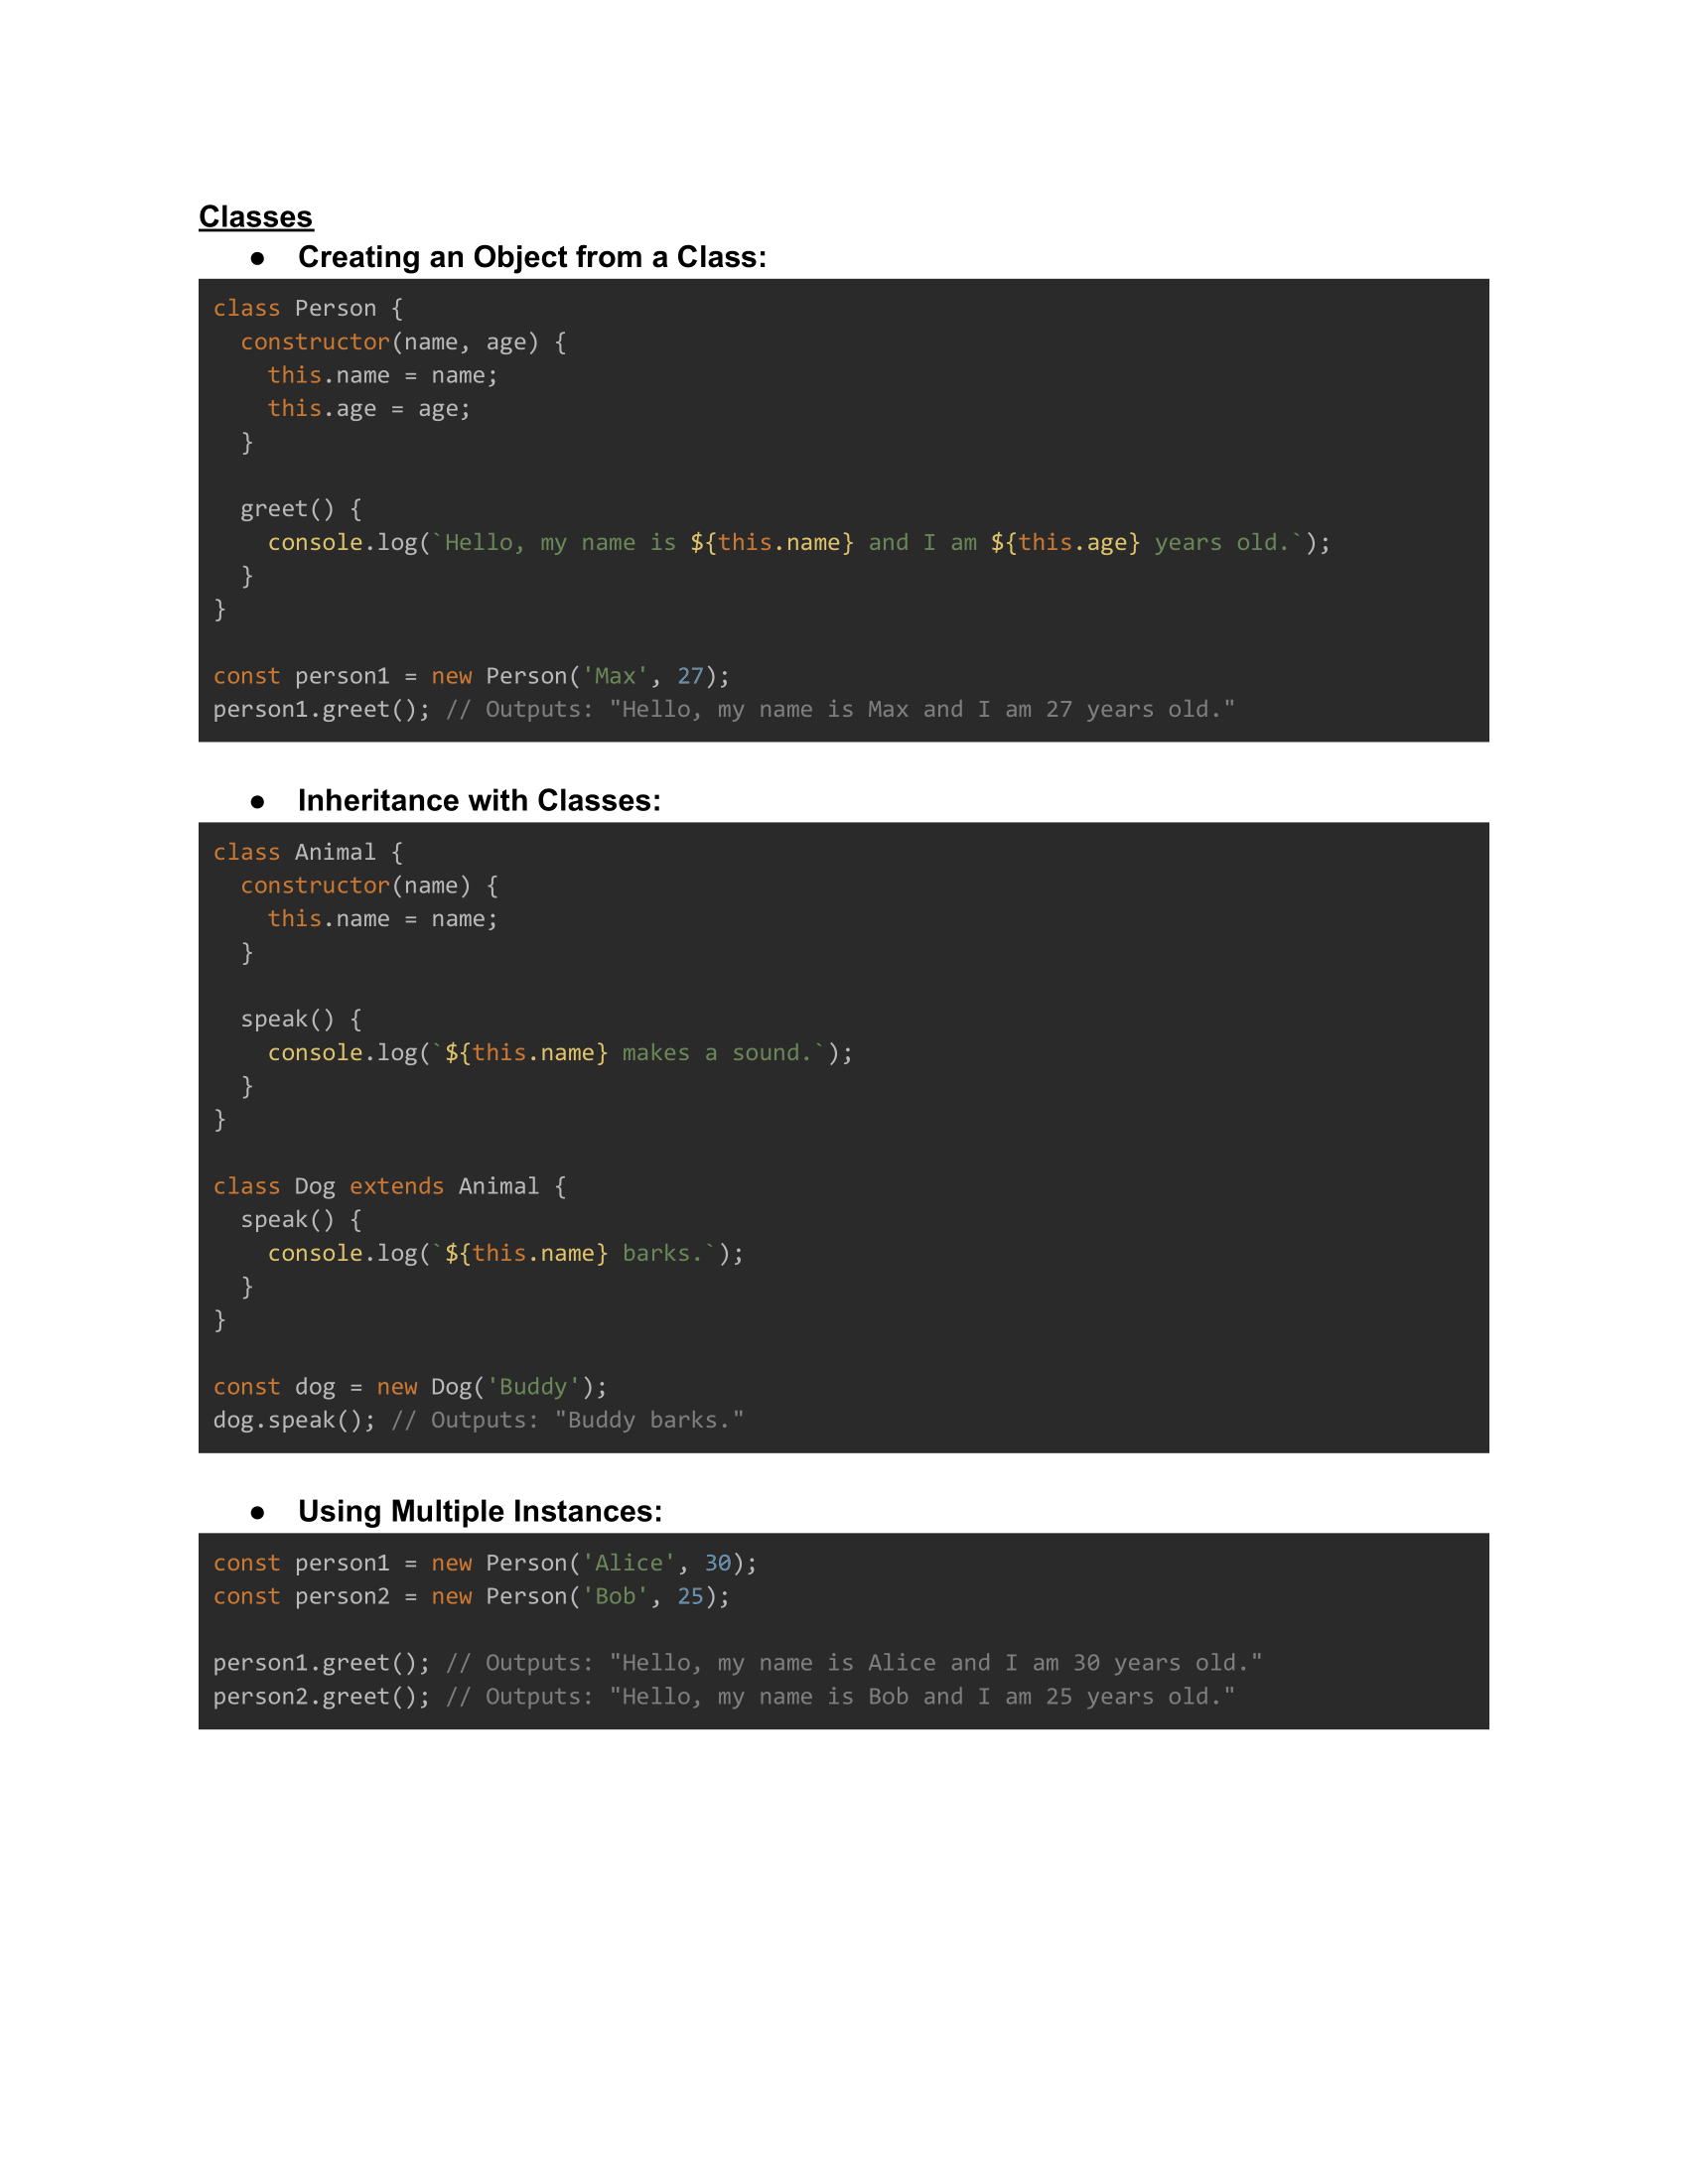 Classes
● Creating an Object from a Class:
class Person {
  constructor(name, age) {
    this.name = name;
    this.age = age;
  }
  greet() {
    console.log(`Hello, my name is ${this.name} and I am ${this.age} years old.`);
  }
}
const person1 = new Person('Max', 27);
person1.greet(); // Outputs: "Hello, my name is Max and I am 27 years old."
● Inheritance with Classes:
class Animal {
  constructor(name) {
    this.name = name;
  }
  speak() {
    console.log(`${this.name} makes a sound.`);
  }
}
class Dog extends Animal {
  speak() {
    console.log(`${this.name} barks.`);
  }
}
const dog = new Dog('Buddy');
dog.speak(); // Outputs: "Buddy barks."
● Using Multiple Instances:
const person1 = new Person('Alice', 30);
const person2 = new Person('Bob', 25);
person1.greet(); // Outputs: "Hello, my name is Alice and I am 30 years old."
person2.greet(); // Outputs: "Hello, my name is Bob and I am 25 years old."